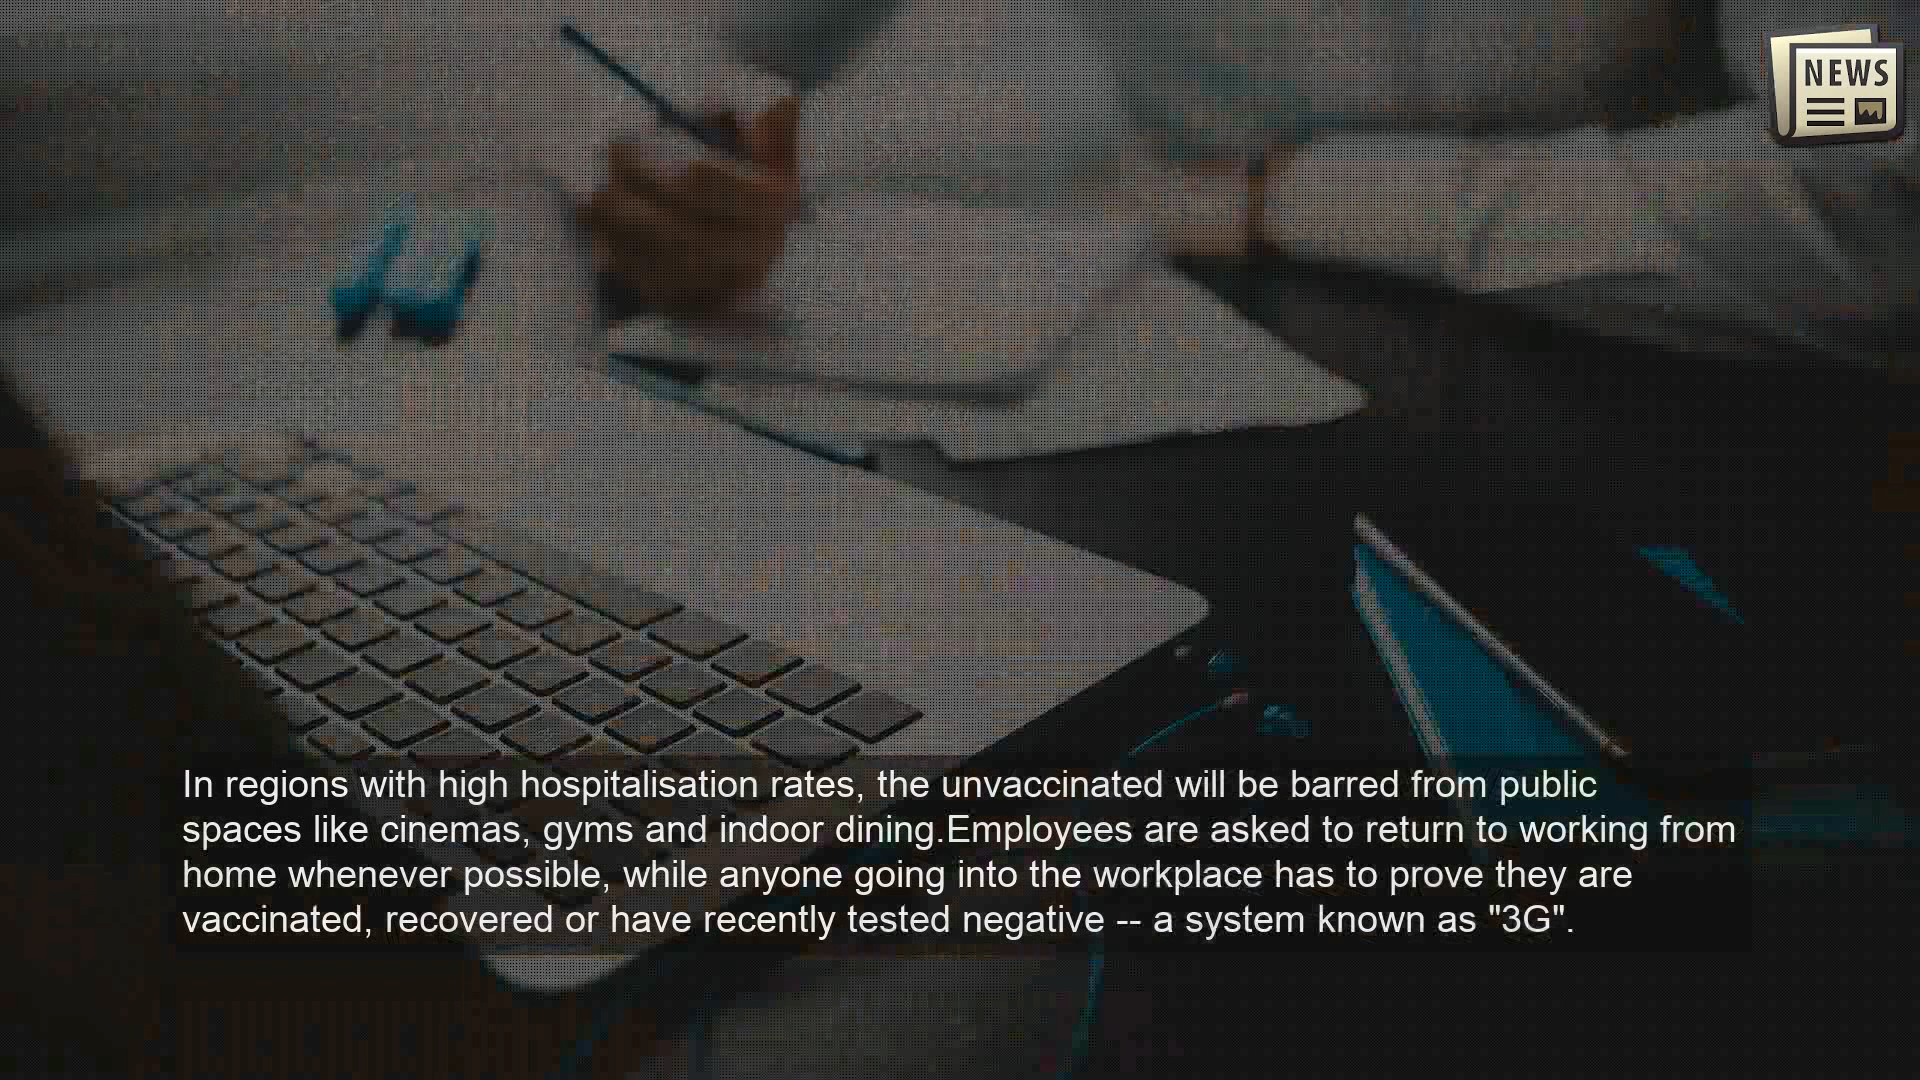 NEWS
In regions with high hospitalisation rates, the unvaccinated will be barred from public
spaces like cinemas, gyms and indoor dining.Employees are asked to return to working from
home whenever possible, while anyone going into the workplace has to prove they are
vaccinated, recovered or have recently tested negative -- a system known as "3G".